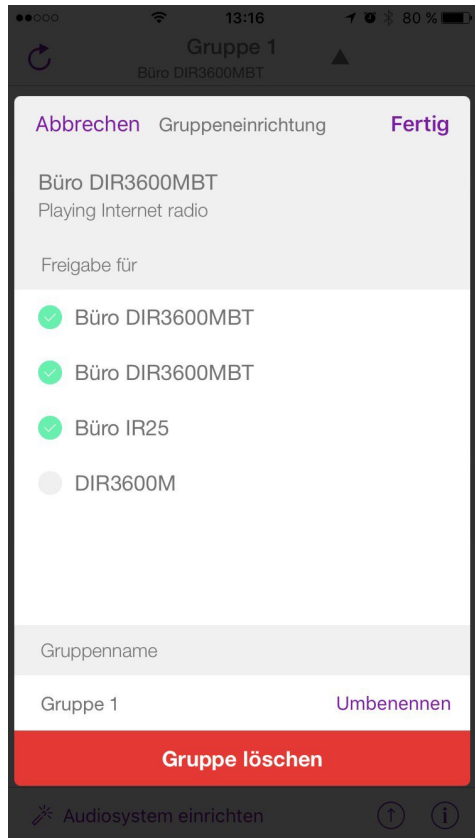 13:16
80 %
Gruppe 1
Büro DIR3600MBT
Abbrechen Gruppeneinrichtung Fertig
Büro DIR3600MBT
Playing Internet radio
Freigabe für
Büro DIR3600MBT
Büro DIR3600MBT
Büro IR25
DIR3600M
Gruppenname
Gruppe 1 Umbenennen
Gruppe löschen
Audiosystem einrichten